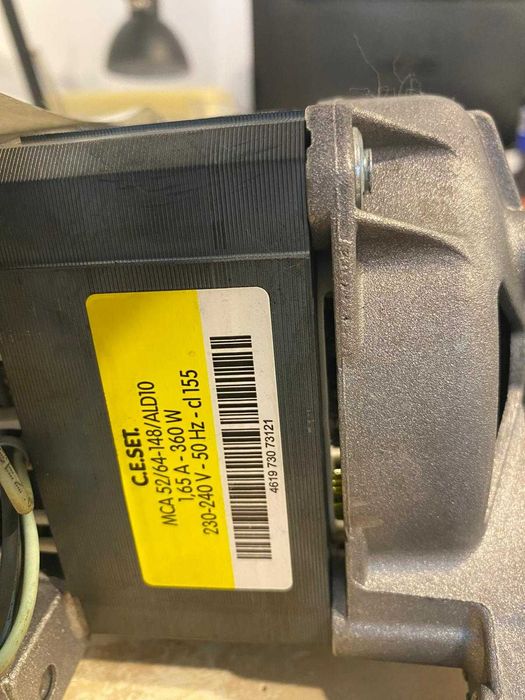 C.E.SET.
MCA 52/64-148/ALD10
1,65 A - 360 W
230-240 V - 50 Hz - cl 155
4619 730 73121